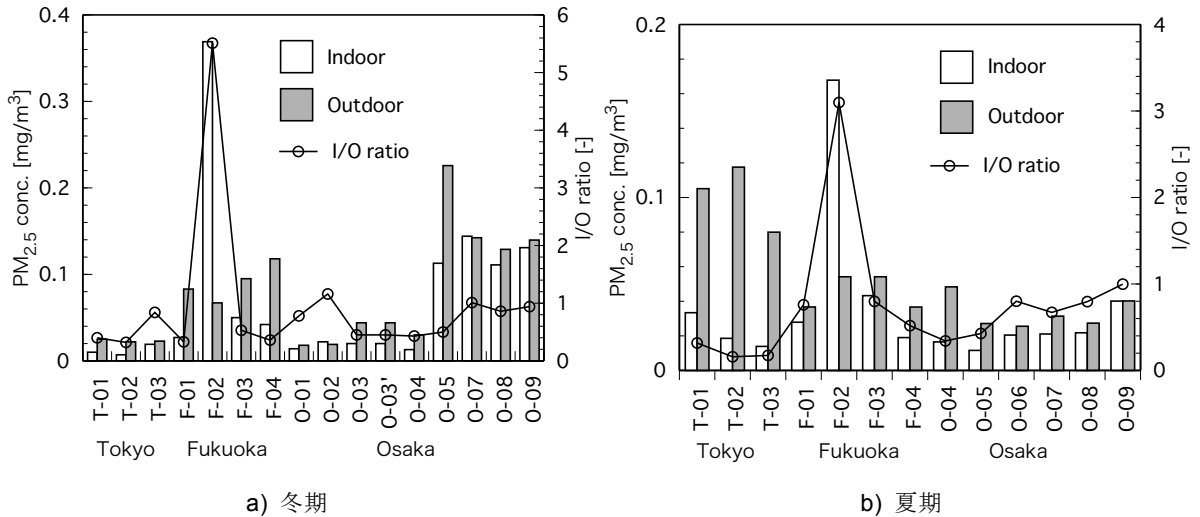 0.4
0.3
0.2
0.1
0
PM2.5 conc. [mg/m3]
Indoor
Outdoor
I/O ratio
6
5
4
3
2
1
0
I/O ratio [-]
T-01 T-02 T-03 F-01 F-02 F-03 F-04 O-01 O-02 O-03 O-03' O-04 O-05 O-07 O-08 O-09
Tokyo Fukuoka Osaka
a) 冬期
0.2
0.1
0
PM2.5 conc. [mg/m3]
Indoor
Outdoor
I/O ratio
4
3
2
1
0
I/O ratio [-]
T-01 T-02 T-03 F-01 F-02 F-03 F-04 O-04 O-05 O-06 O-07 O-08 O-09
Tokyo Fukuoka Osaka
b) 夏期